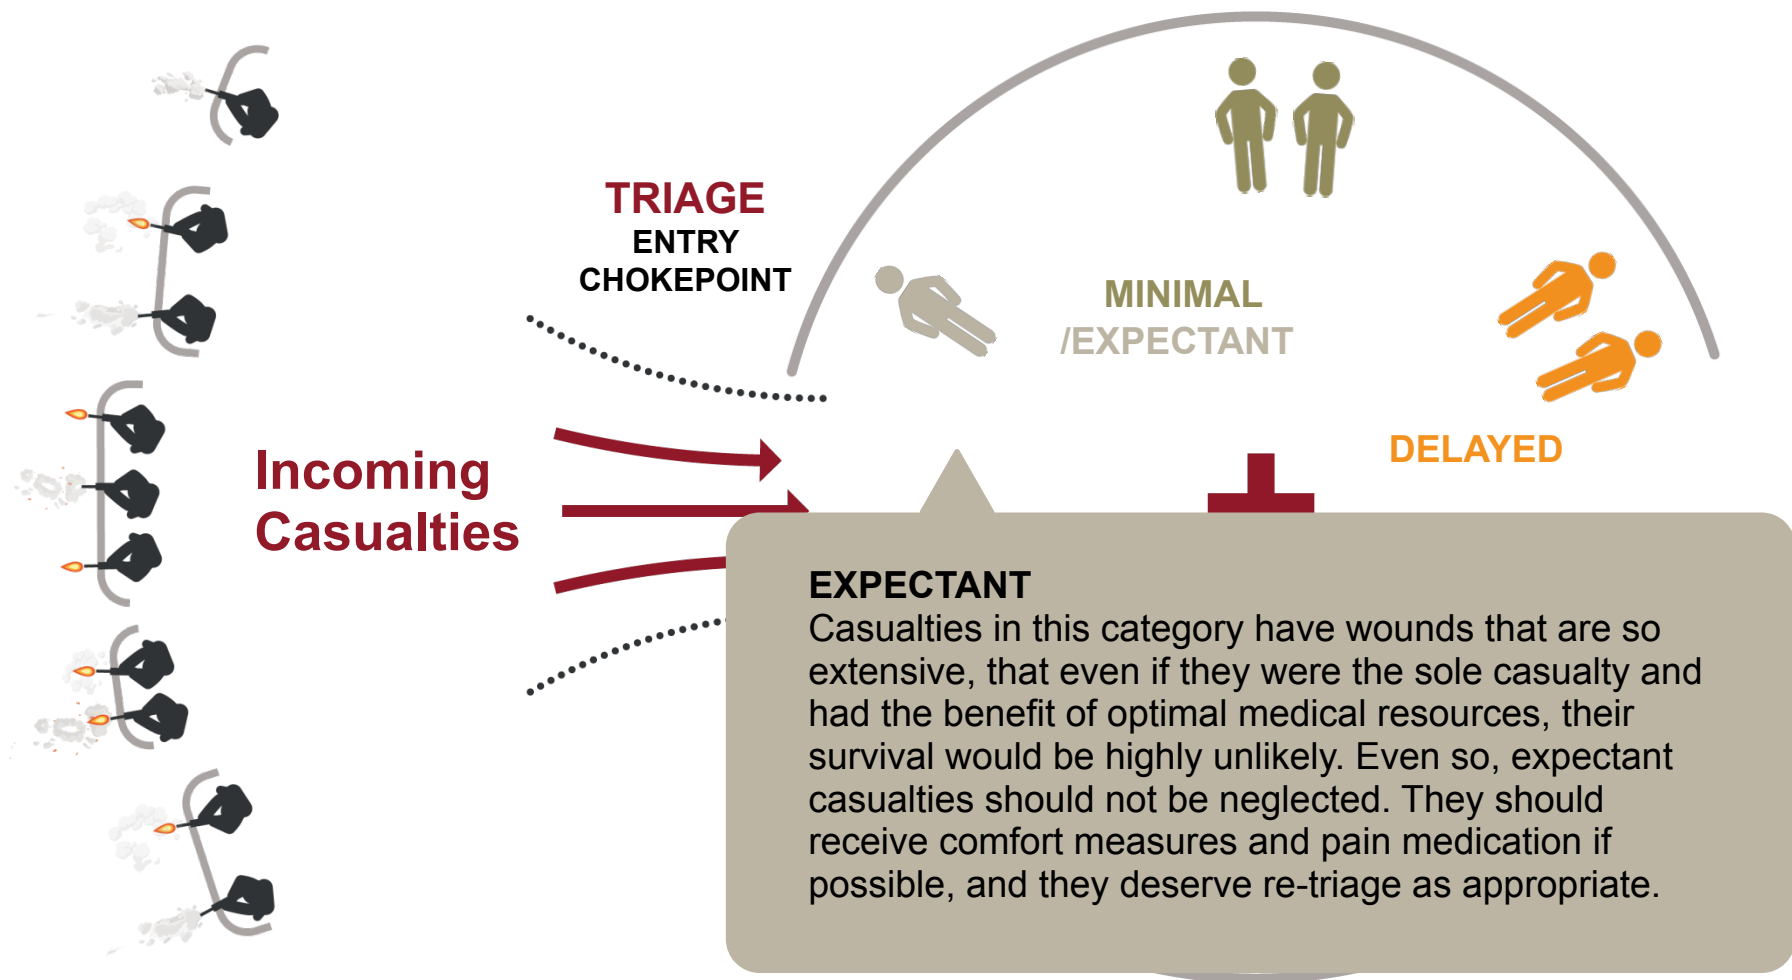 TRIAGE
ENTRY
CHOKEPOINT
MINIMAL
/EXPECTANT
DELAYED
Incoming
Casualties
EXPECTANT
Casualties in this category have wounds that are so
extensive, that even if they were the sole casualty and
had the benefit of optimal medical resources, their
survival would be highly unlikely. Even so, expectant
casualties should not be neglected. They should
receive comfort measures and pain medication if
possible, and they deserve re-triage as appropriate.